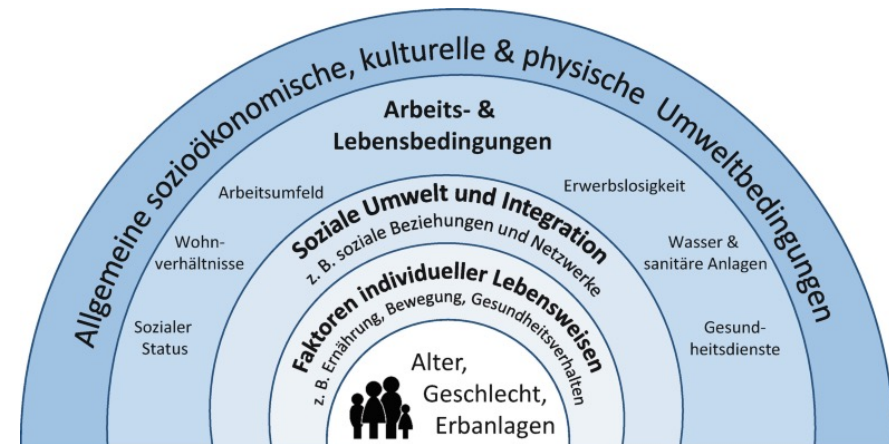 Allgemeine sozioökonomische, kulturelle & physische Umweltbedingungen
Arbeits- &
Lebensbedingungen
Arbeitsumfeld
Erwerbslosigkeit
Wohn-
verhältnisse
Wasser &
sanitäre Anlagen
Sozialer
Status
Gesund-
heitsdienste
Soziale Umwelt und Integration
z. B. soziale Beziehungen und Netzwerke
Faktoren individueller Lebensweisen
z. B. Ernährung, Bewegung, Gesundheitsverhalten
Alter,
Geschlecht,
Erbanlagen